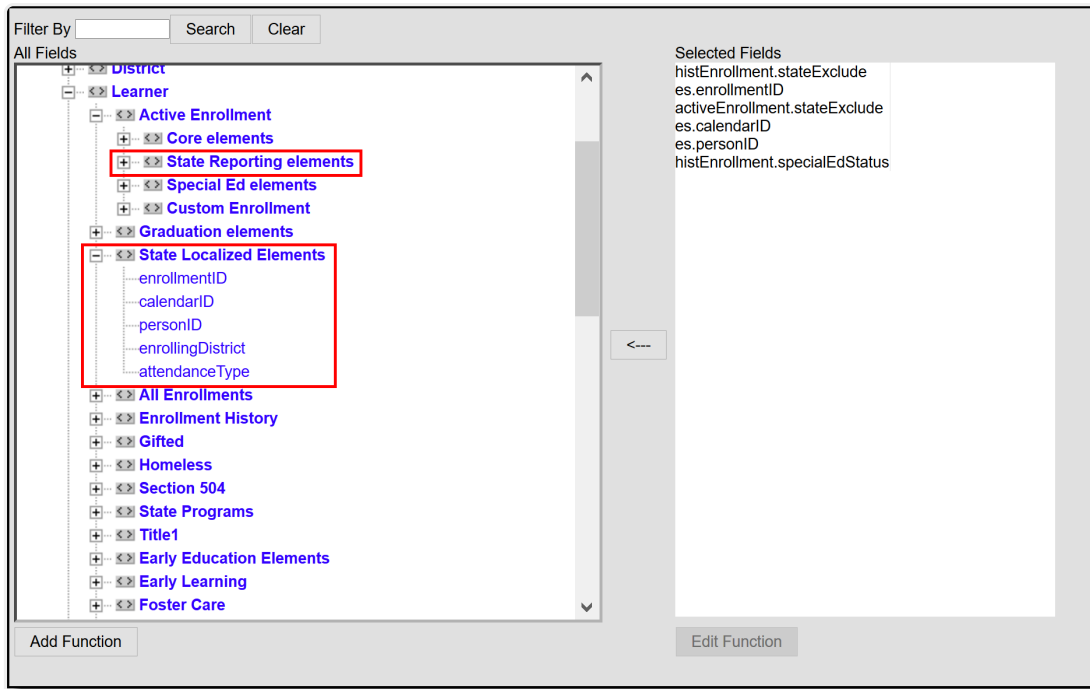 Filter By Search Clear
All Fields
District
Learner
Active Enrollment
Core elements
State Reporting elements
Special Ed elements
Custom Enrollment
Graduation elements
State Localized Elements
enrollmentID
calendarID
personID
enrollingDistrict
attendanceType
All Enrollments
Enrollment History
Gifted
Homeless
Section 504
State Programs
Title1
Early Education Elements
Early Learning
Foster Care
Add Function
<---
Selected Fields
histEnrollment.stateExclude
es.enrollmentID
activeEnrollment.stateExclude
es.calendarID
es.personID
histEnrollment.specialEdStatus
Edit Function